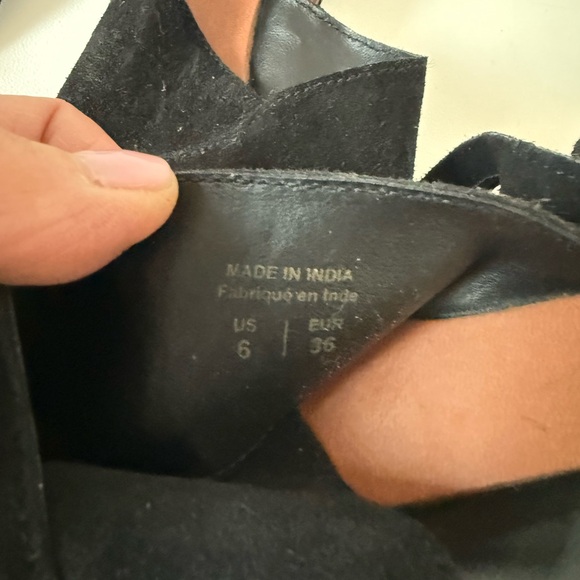 MADE IN INDIA
Fabriqué en Inde
US | EUR
6 | 36